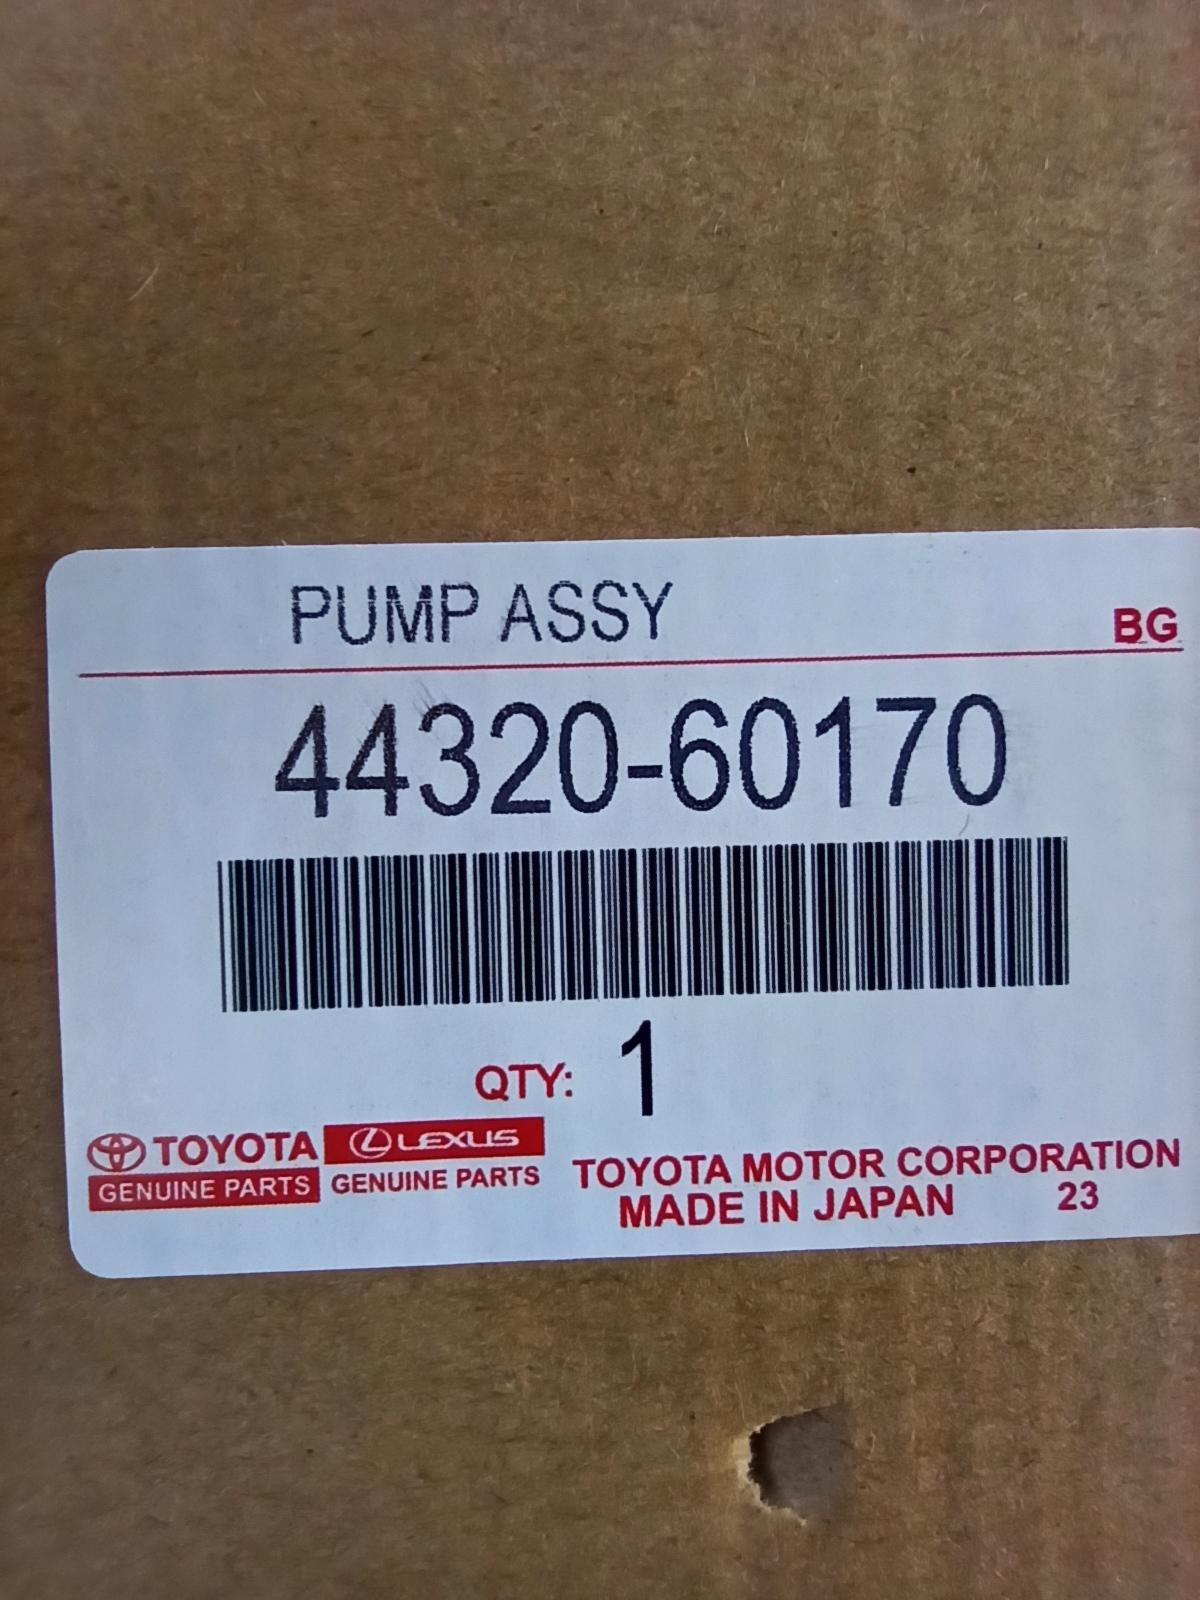 PUMP ASSY
BG
44320-60170
QTY: 1
TOYOTA
GENUINE PARTS
LEXUS
GENUINE PARTS
TOYOTA MOTOR CORPORATION
MADE IN JAPAN 23